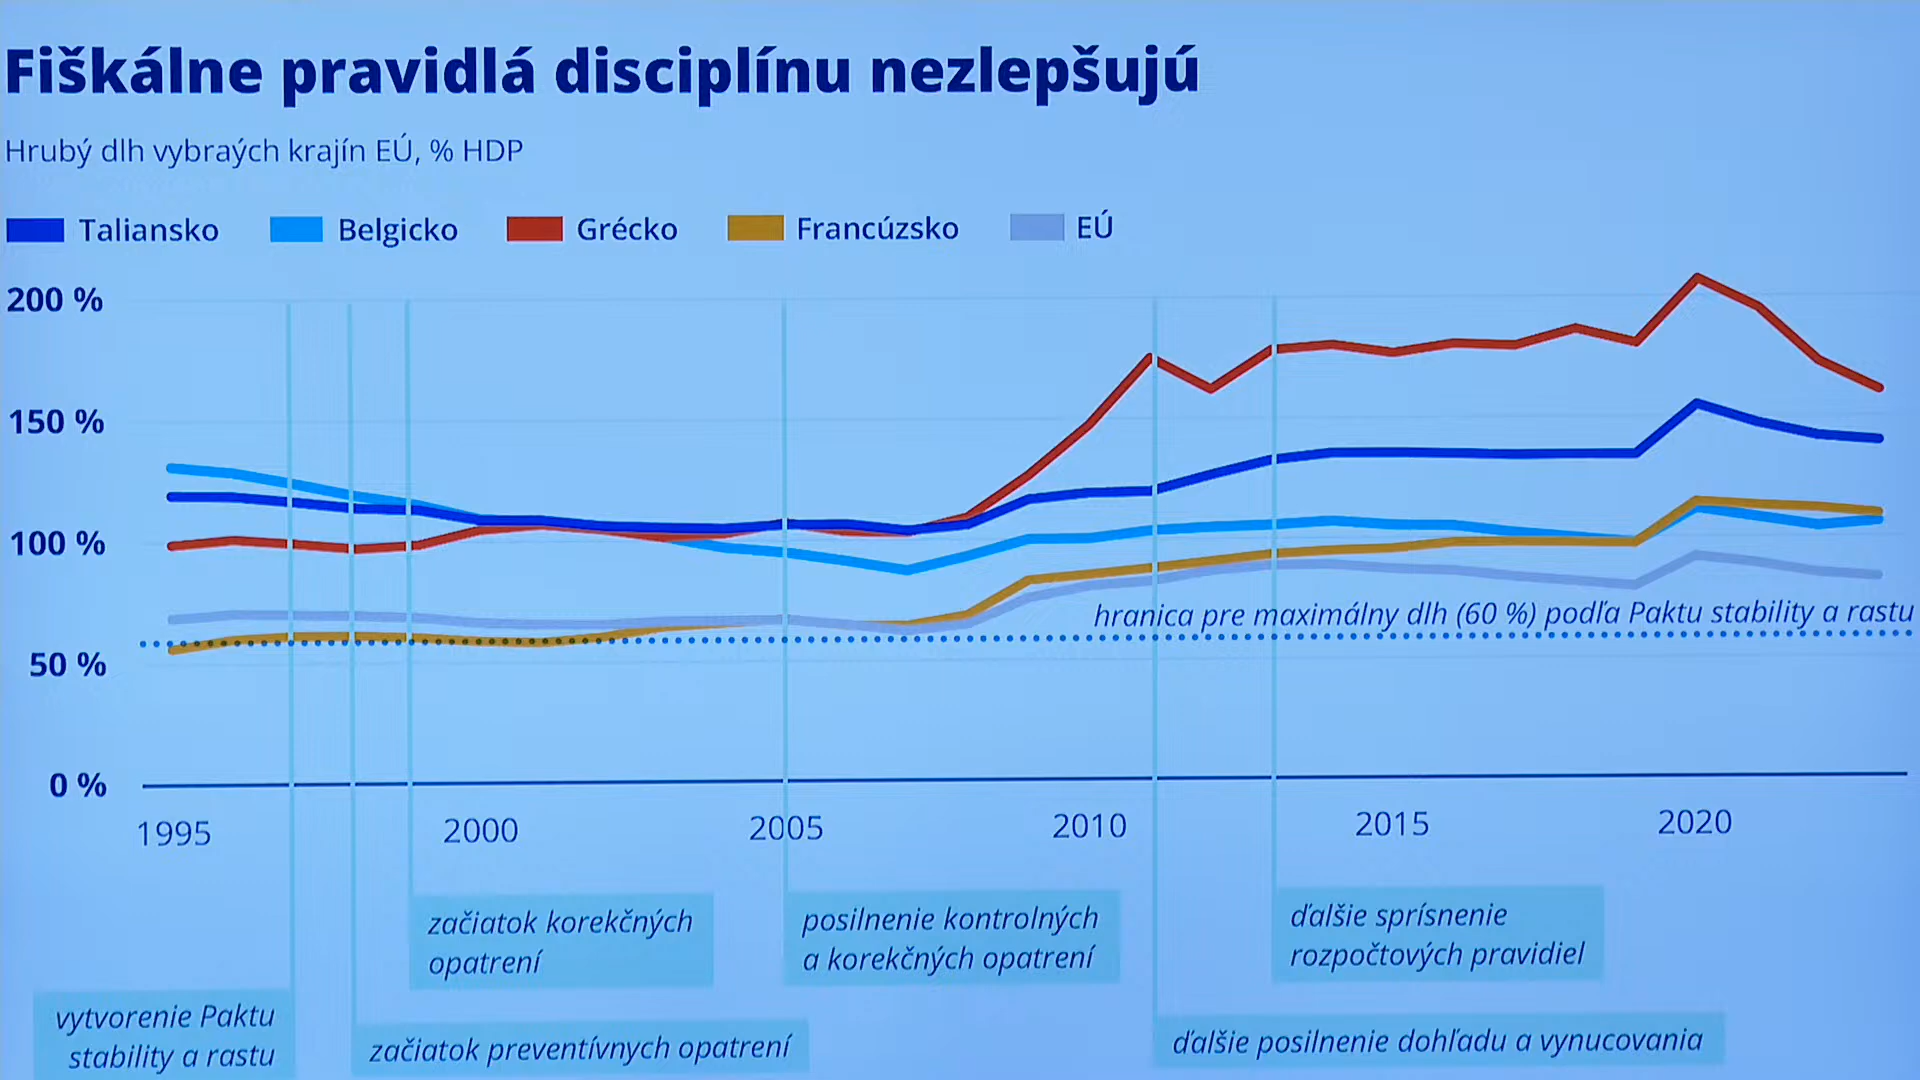 Fiškálne pravidlá disciplínu nezlepšujú
Hrubý dlh vybraých krajín EÚ, % HDP
Taliansko
Belgicko
Grécko
Francúzsko
EÚ
200 %
150 %
100 %
50 %
0 %
hranica pre maximálny dlh (60 %) podľa Paktu stability a rastu
1995
2000
2005
2010
2015
2020
začiatok korekčných
opatrení
posilnenie kontrolných
a korekčných opatrení
ďalšie sprísnenie
rozpočtových pravidiel
vytvorenie Paktu
stability a rastu
začiatok preventívnych opatrení
ďalšie posilnenie dohľadu a vynucovania